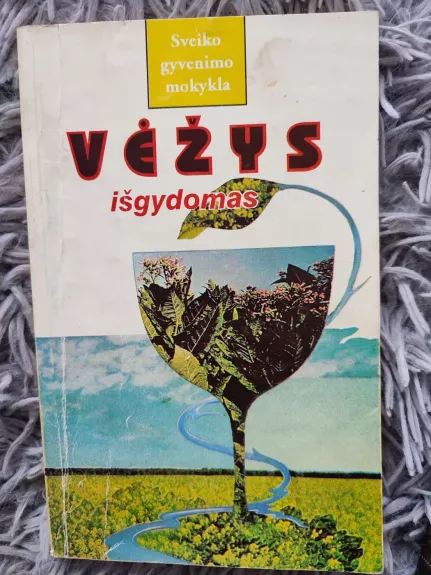 Sveiko
gyvenimo
mokykla
VĖŽYS
išgydomas